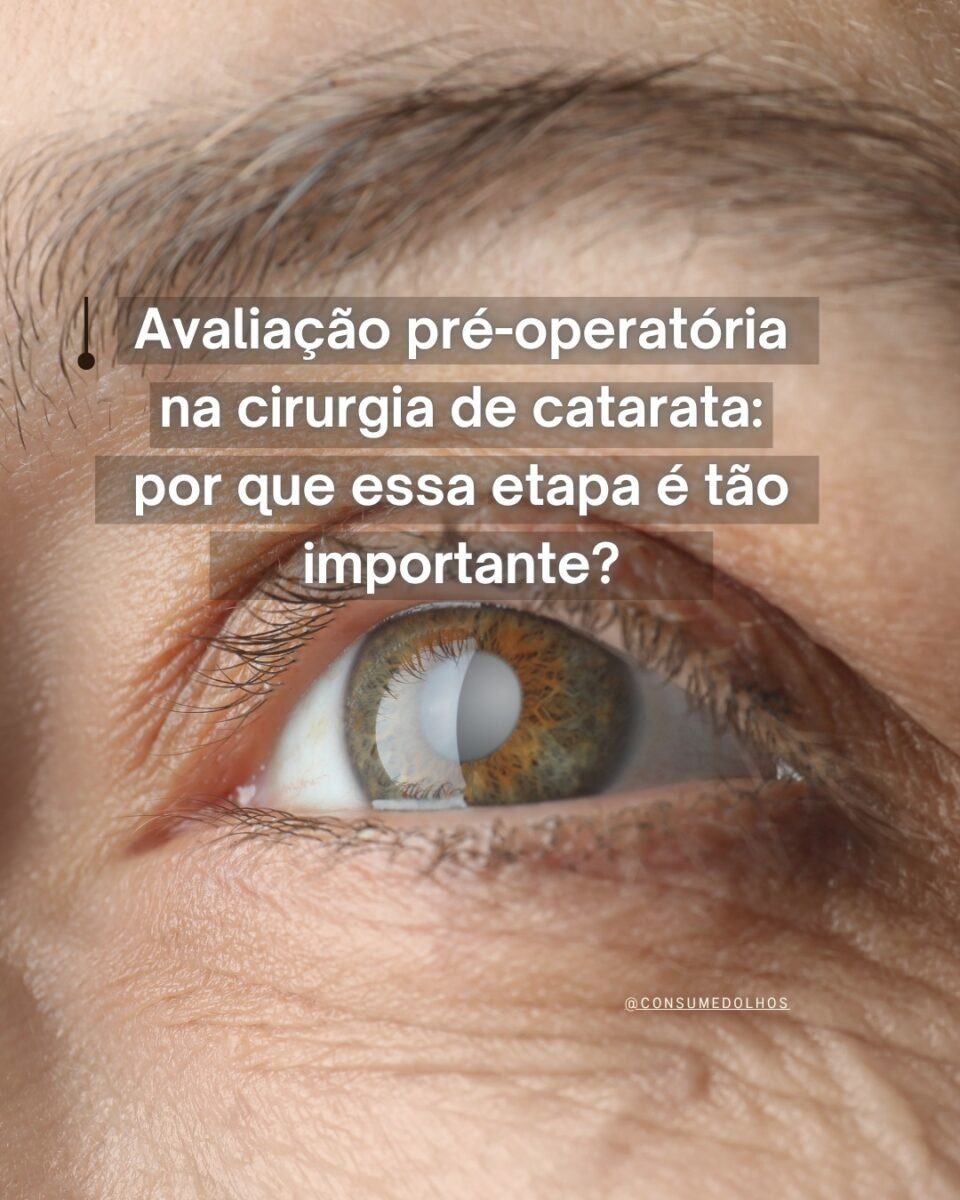 Avaliação pré-operatória
na cirurgia de catarata:
por que essa etapa é tão
importante?
@CONSUMEDOLHOS